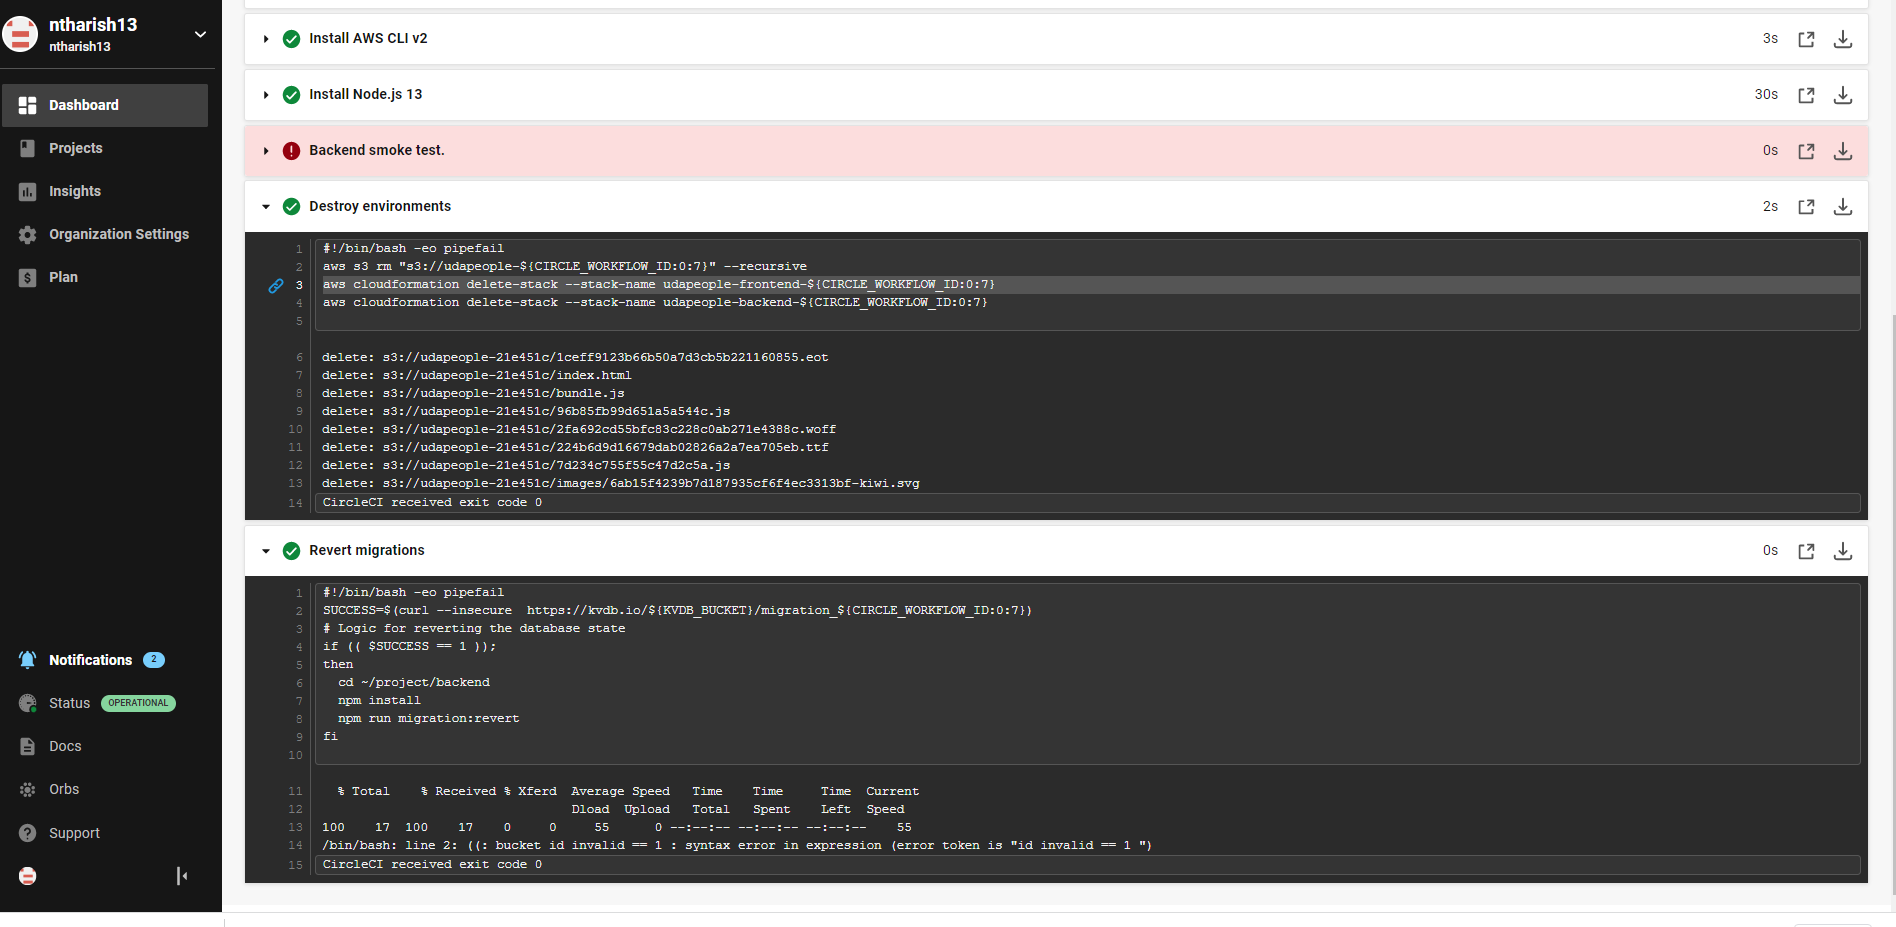 ntharish13
ntharish13
Dashboard
Projects
Insights
Organization Settings
Plan
Notifications 2
Status OPERATIONAL
Docs
Orbs
Support
Install AWS CLI v2 3s
Install Node.js 13 30s
Backend smoke test. 0s
Destroy environments 2s
1 #!/bin/bash -eo pipefail
2 aws s3 rm "s3://udapeople-${CIRCLE_WORKFLOW_ID:0:7}" --recursive
3 aws cloudformation delete-stack --stack-name udapeople-frontend-${CIRCLE_WORKFLOW_ID:0:7}
4 aws cloudformation delete-stack --stack-name udapeople-backend-${CIRCLE_WORKFLOW_ID:0:7}
5
6 delete: s3://udapeople-21e451c/1ceff9123b66b50a7d3cb5b221160855.eot
7 delete: s3://udapeople-21e451c/index.html
8 delete: s3://udapeople-21e451c/bundle.js
9 delete: s3://udapeople-21e451c/96b85fb99d651a5a544c.js
10 delete: s3://udapeople-21e451c/2fa692cd55bfc83c228c0ab271e4388c.woff
11 delete: s3://udapeople-21e451c/224b6d9d16679dab02826a2a7ea705eb.ttf
12 delete: s3://udapeople-21e451c/7d234c755f55c47d2c5a.js
13 delete: s3://udapeople-21e451c/images/6ab15f4239b7d187935cf6f4ec3313bf-kiwi.svg
14 CircleCI received exit code 0
Revert migrations 0s
1 #!/bin/bash -eo pipefail
2 SUCCESS=$(curl --insecure  https://kvdb.io/${KVDB_BUCKET}/migration_${CIRCLE_WORKFLOW_ID:0:7})
3 # Logic for reverting the database state
4 if (( $SUCCESS == 1 ));
5 then
6   cd ~/project/backend
7   npm install
8   npm run migration:revert
9 fi
10
11   % Total    % Received % Xferd  Average Speed   Time    Time     Time  Current
12                                  Dload  Upload   Total   Spent    Left  Speed
13 100    17  100    17    0     0     55      0 --:--:-- --:--:-- --:--:--    55
14 /bin/bash: line 2: ((: bucket id invalid == 1 : syntax error in expression (error token is "id invalid == 1 ")
15 CircleCI received exit code 0